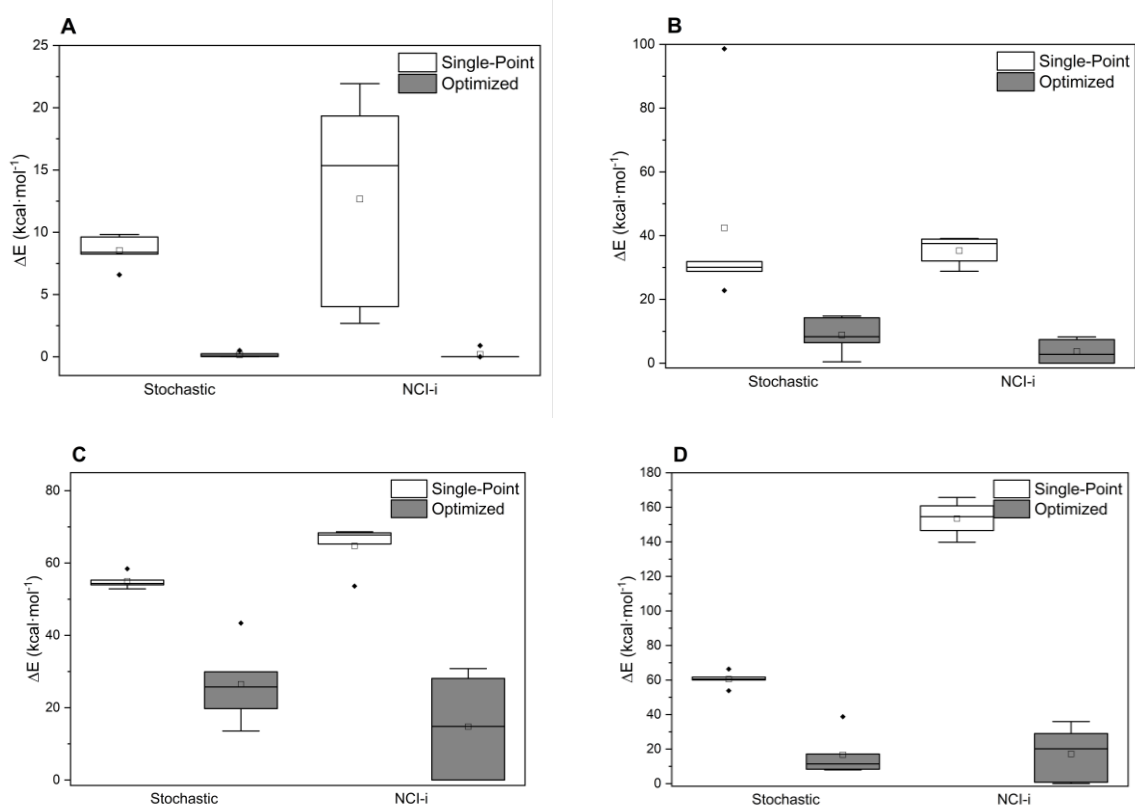 A
25
20
15
10
5
0
ΔE (kcal·mol⁻¹)
Single-Point
Optimized
Stochastic
NCI-i
B
100
80
60
40
20
0
ΔE (kcal·mol⁻¹)
Single-Point
Optimized
Stochastic
NCI-i
C
80
60
40
20
0
ΔE (kcal·mol⁻¹)
Single-Point
Optimized
Stochastic
NCI-i
D
180
160
140
120
100
80
60
40
20
0
ΔE (kcal·mol⁻¹)
Single-Point
Optimized
Stochastic
NCI-i